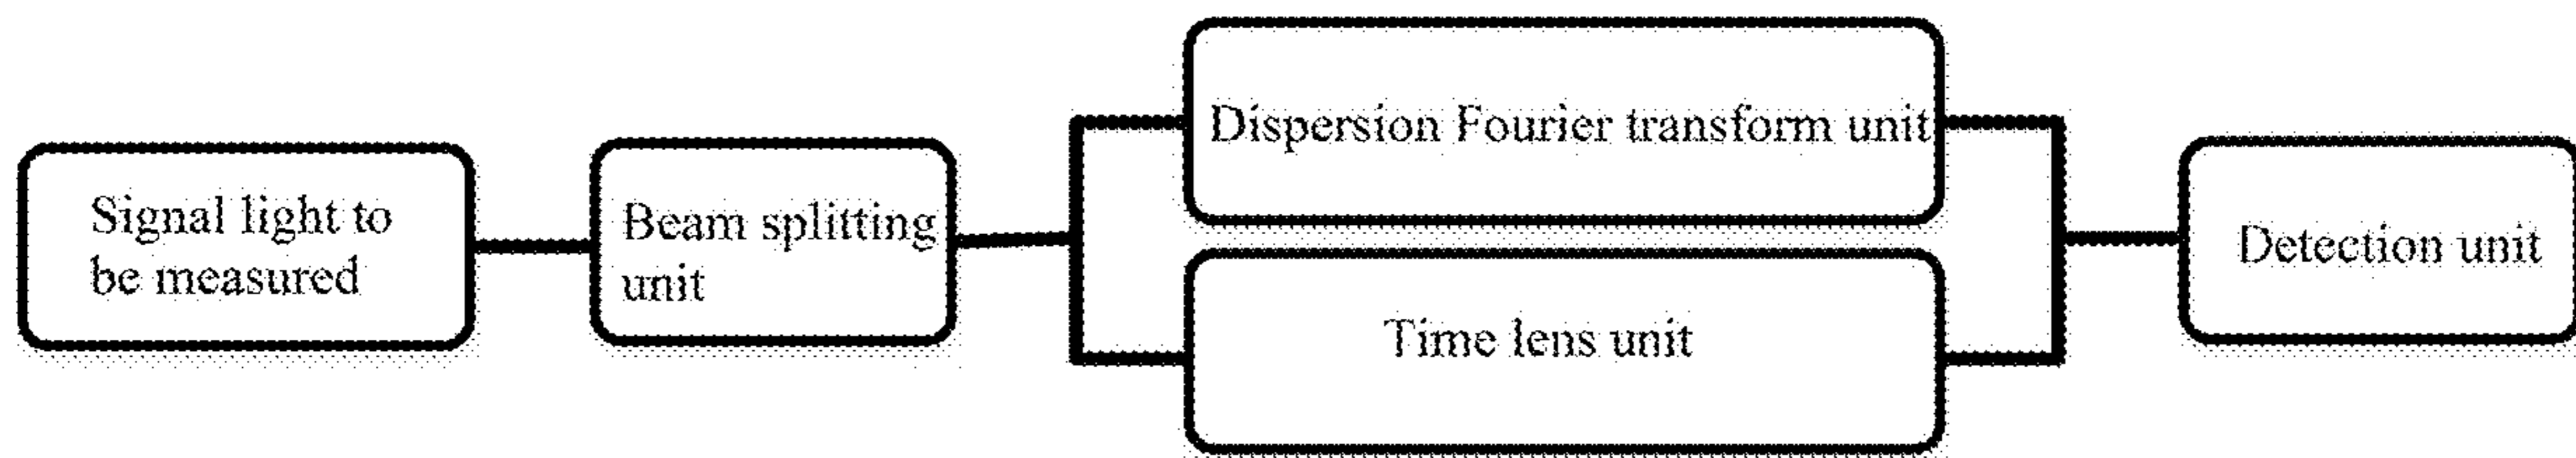 Signal light to
be measured
Beam splitting
unit
Dispersion Fourier transform unit
Time lens unit
Detection unit